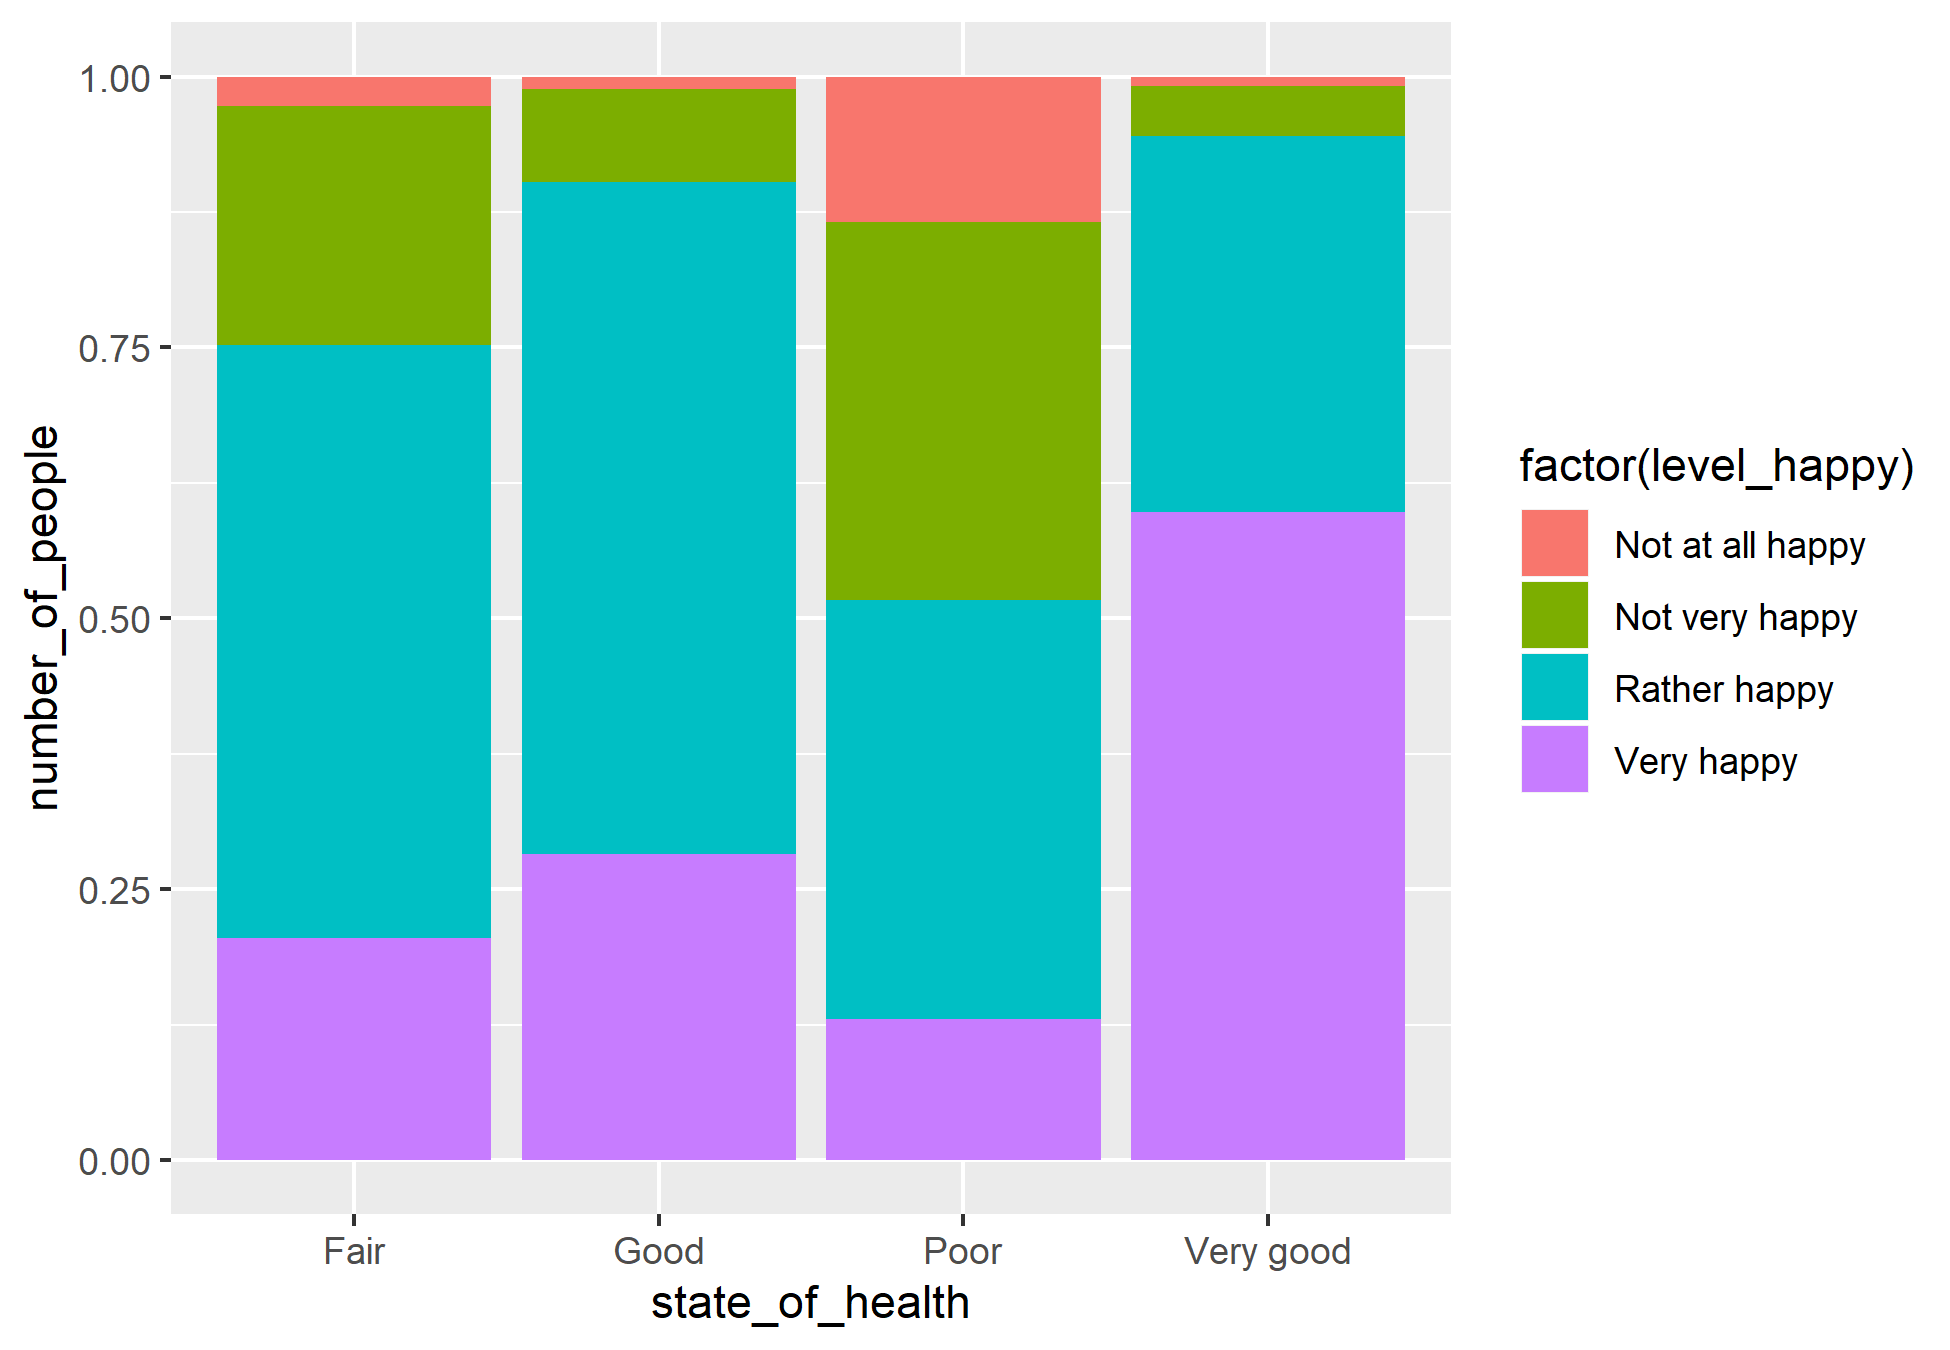 1.00
0.75
0.50
0.25
0.00
number_of_people
Fair
Good
Poor
Very good
state_of_health
factor(level_happy)
Not at all happy
Not very happy
Rather happy
Very happy